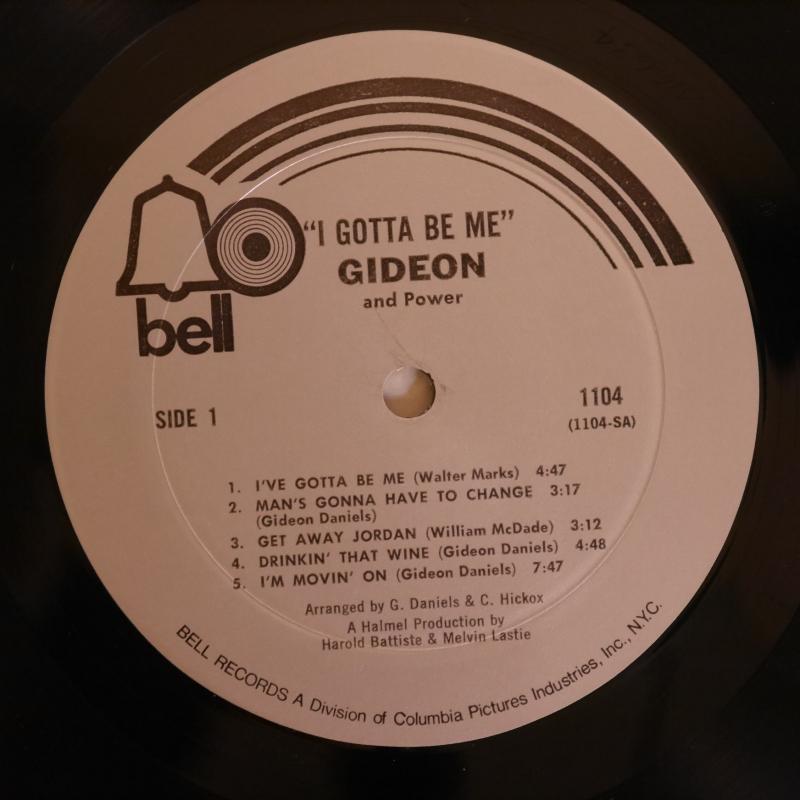 "I GOTTA BE ME"
GIDEON
and Power
bell
SIDE 1
1104
(1104-SA)
1. I'VE GOTTA BE ME (Walter Marks) 4:47
2. MAN'S GONNA HAVE TO CHANGE 3:17
(Gideon Daniels)
3. GET AWAY JORDAN (William McDade) 3:12
4. DRINKIN' THAT WINE (Gideon Daniels) 4:48
5. I'M MOVIN' ON (Gideon Daniels) 7:47
Arranged by G. Daniels & C. Hickox
A Halmel Production by
Harold Battiste & Melvin Lastie
BELL RECORDS A Division of Columbia Pictures Industries, Inc., N.Y.C.